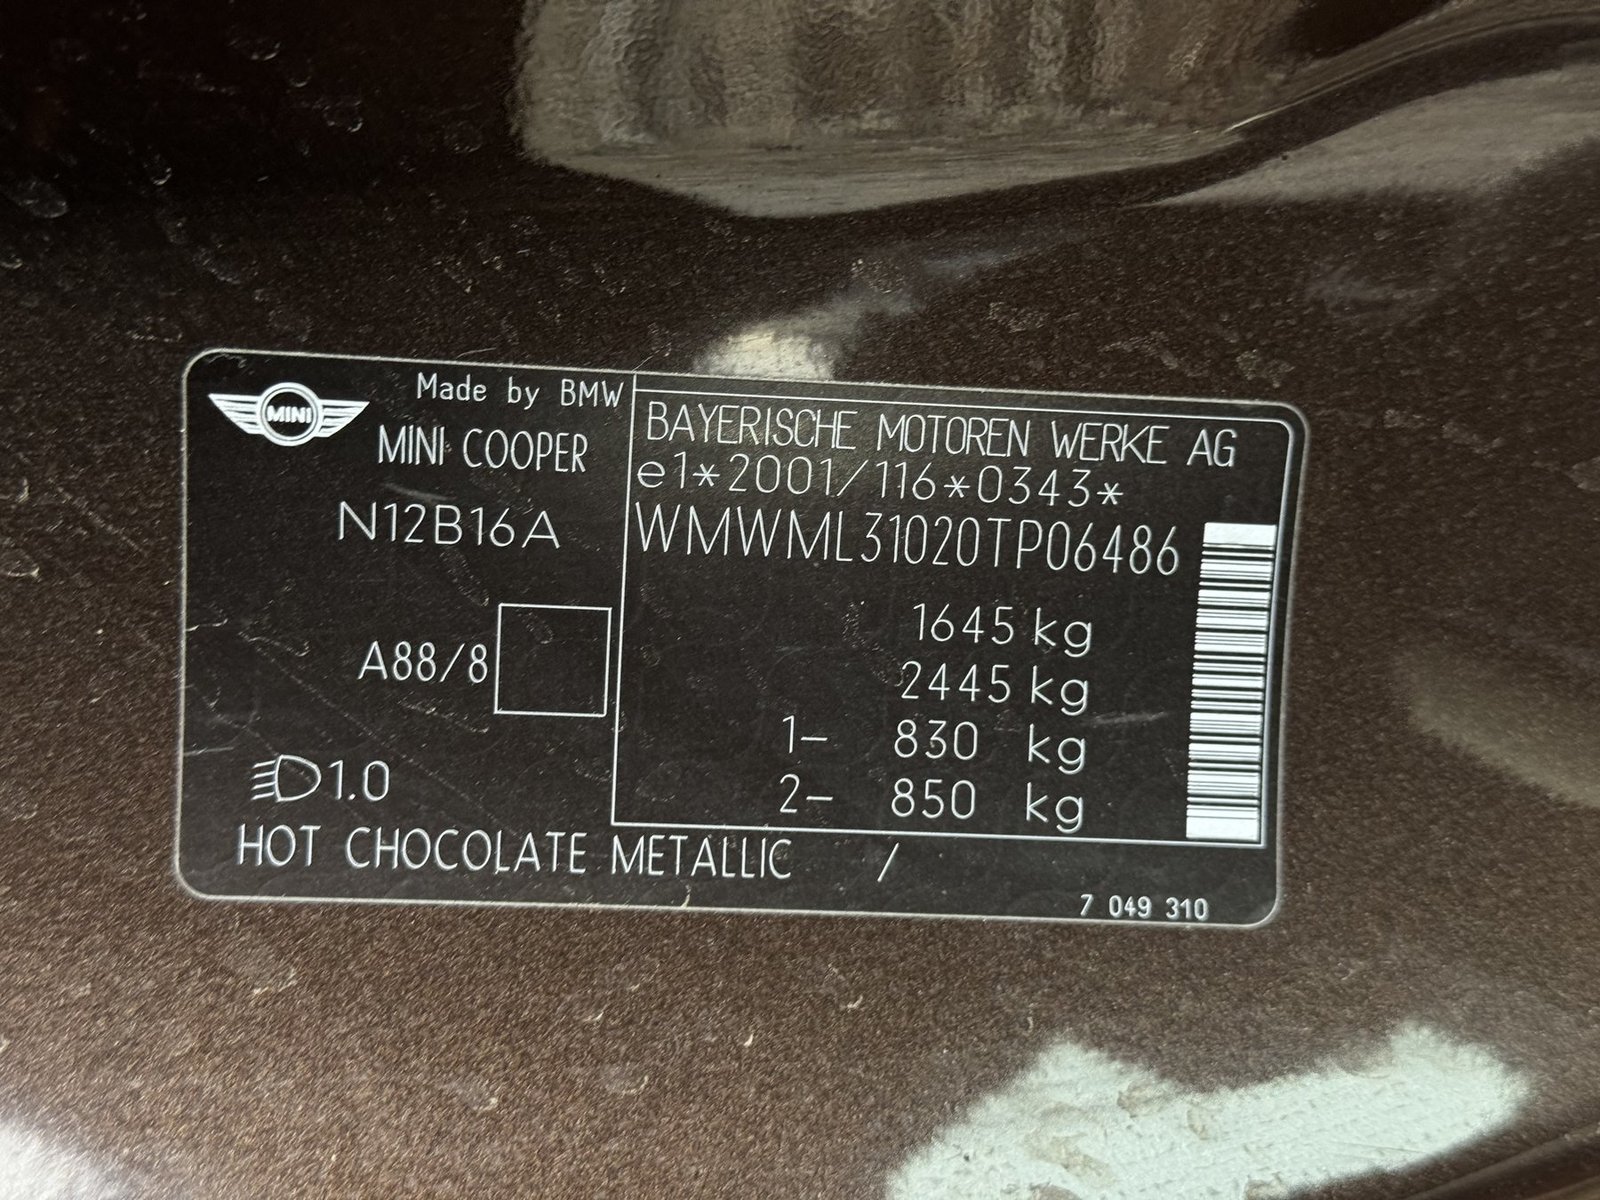 MINI
Made by BMW
MINI COOPER
N12B16A
A88/8
1.0
HOT CHOCOLATE METALLIC /
BAYERISCHE MOTOREN WERKE AG
e1*2001/116*0343*
WMWML31020TP06486
1645 kg
2445 kg
1- 830 kg
2- 850 kg
7 049 310